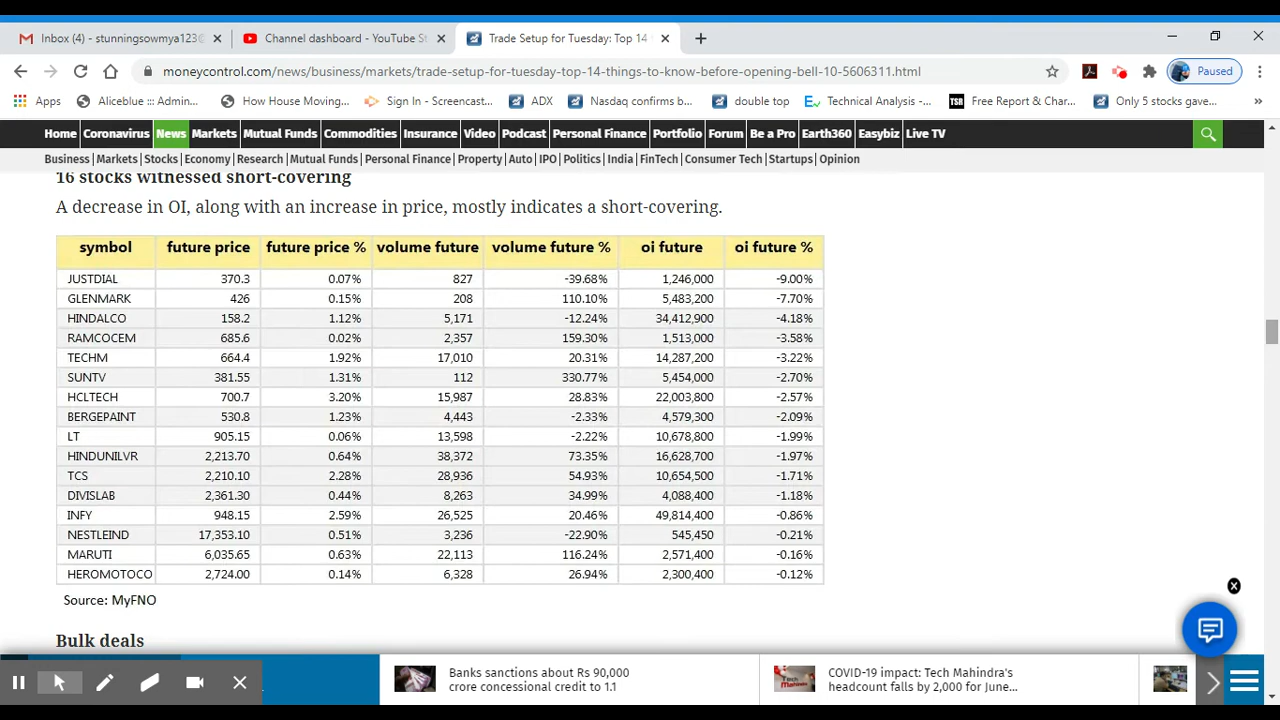 Inbox (4) - stunningsowmya123@
Channel dashboard - YouTube St
Trade Setup for Tuesday: Top 14
moneycontrol.com/news/business/markets/trade-setup-for-tuesday-top-14-things-to-know-before-opening-bell-10-5606311.html
Paused
Apps Aliceblue ::: Admin... How House Moving... Sign In - Screencast... ADX Nasdaq confirms b... double top Technical Analysis -... TSR Free Report & Char... Only 5 stocks gave... »
Home Coronavirus News Markets Mutual Funds Commodities Insurance Video Podcast Personal Finance Portfolio Forum Be a Pro Earth360 Easybiz Live TV
Business | Markets | Stocks | Economy | Research | Mutual Funds | Personal Finance | Property | Auto | IPO | Politics | India | FinTech | Consumer Tech | Startups | Opinion
16 stocks witnessed short-covering
A decrease in OI, along with an increase in price, mostly indicates a short-covering.
symbol future price future price % volume future volume future % oi future oi future %
JUSTDIAL 370.3 0.07% 827 -39.68% 1,246,000 -9.00%
GLENMARK 426 0.15% 208 110.10% 5,483,200 -7.70%
HINDALCO 158.2 1.12% 5,171 -12.24% 34,412,900 -4.18%
RAMCOCEM 685.6 0.02% 2,357 159.30% 1,513,000 -3.58%
TECHM 664.4 1.92% 17,010 20.31% 14,287,200 -3.22%
SUNTV 381.55 1.31% 112 330.77% 5,454,000 -2.70%
HCLTECH 700.7 3.20% 15,987 28.83% 22,003,800 -2.57%
BERGEPAINT 530.8 1.23% 4,443 -2.33% 4,579,300 -2.09%
LT 905.15 0.06% 13,598 -2.22% 10,678,800 -1.99%
HINDUNILVR 2,213.70 0.64% 38,372 73.35% 16,628,700 -1.97%
TCS 2,210.10 2.28% 28,936 54.93% 10,654,500 -1.71%
DIVISLAB 2,361.30 0.44% 8,263 34.99% 4,088,400 -1.18%
INFY 948.15 2.59% 26,525 20.46% 49,814,400 -0.86%
NESTLEIND 17,353.10 0.51% 3,236 -22.90% 545,450 -0.21%
MARUTI 6,035.65 0.63% 22,113 116.24% 2,571,400 -0.16%
HEROMOTOCO 2,724.00 0.14% 6,328 26.94% 2,300,400 -0.12%
Source: MyFNO
Bulk deals
Banks sanctions about Rs 90,000
crore concessional credit to 1.1
COVID-19 impact: Tech Mahindra's
headcount falls by 2,000 for June...